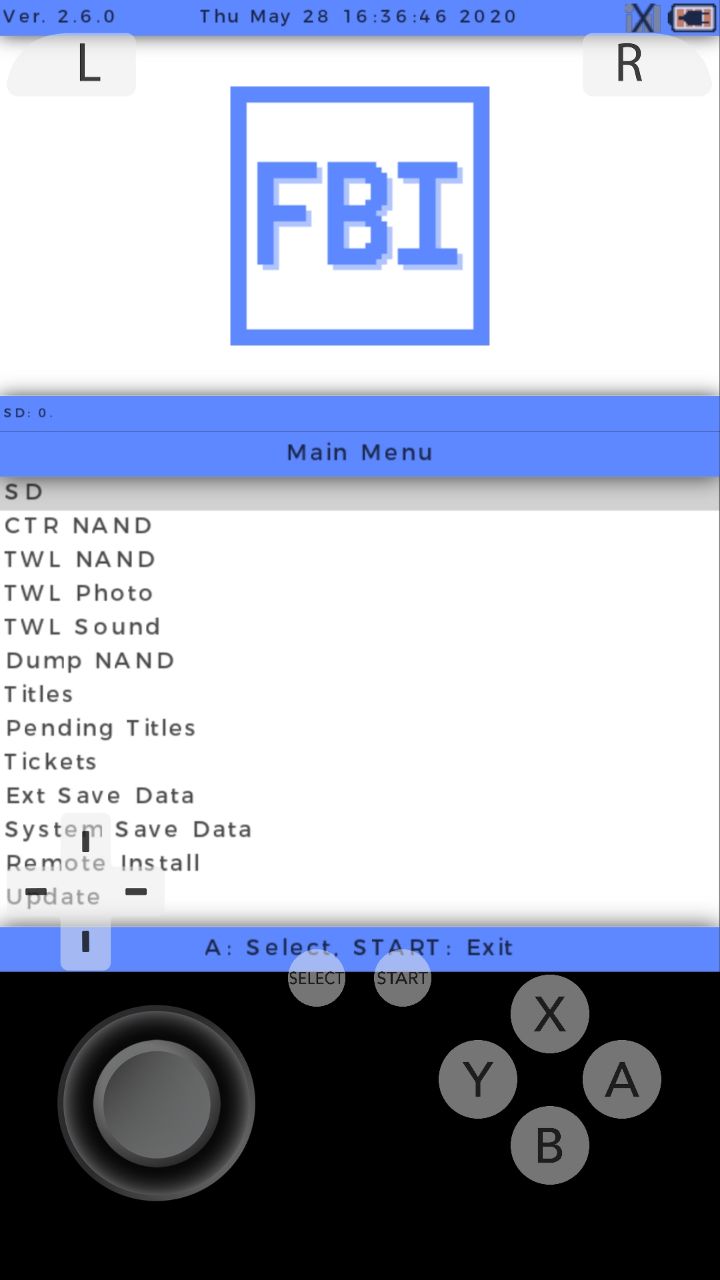 Ver. 2.6.0 Thu May 28 16:36:46 2020
L R
FBI
SD: 0.
Main Menu
SD
CTR NAND
TWL NAND
TWL Photo
TWL Sound
Dump NAND
Titles
Pending Titles
Tickets
Ext Save Data
System Save Data
Remote Install
Update
A: Select, START: Exit
SELECT START
X
Y A
B